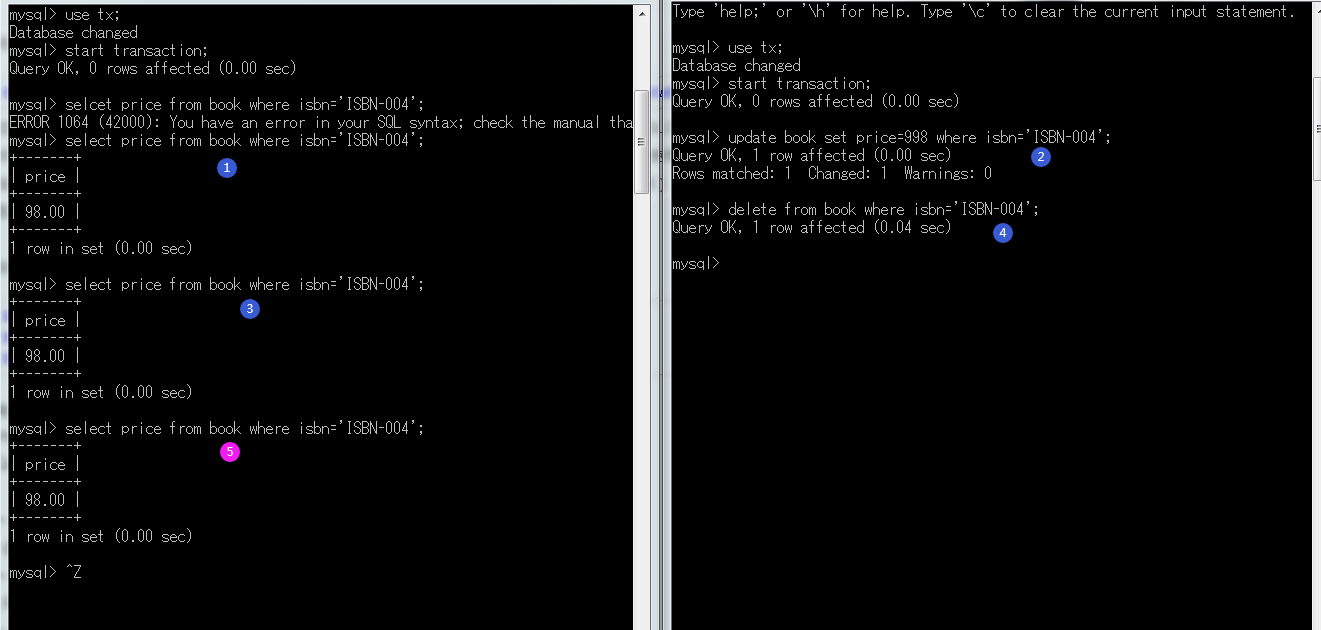 mysql> use tx;
Database changed
mysql> start transaction;
Query OK, 0 rows affected (0.00 sec)
mysql> selcet price from book where isbn='ISBN-004';
ERROR 1064 (42000): You have an error in your SQL syntax; check the manual tha
mysql> select price from book where isbn='ISBN-004';
+-------+
1
| price |
+-------+
| 98.00 |
+-------+
1 row in set (0.00 sec)
mysql> select price from book where isbn='ISBN-004';
+-------+
3
| price |
+-------+
| 98.00 |
+-------+
1 row in set (0.00 sec)
mysql> select price from book where isbn='ISBN-004';
+-------+
5
| price |
+-------+
| 98.00 |
+-------+
1 row in set (0.00 sec)
mysql> ^Z
Type 'help;' or '\h' for help. Type '\c' to clear the current input statement.
mysql> use tx;
Database changed
mysql> start transaction;
Query OK, 0 rows affected (0.00 sec)
mysql> update book set price=998 where isbn='ISBN-004';
Query OK, 1 row affected (0.00 sec)
2
Rows matched: 1  Changed: 1  Warnings: 0
mysql> delete from book where isbn='ISBN-004';
Query OK, 1 row affected (0.04 sec)
4
mysql>